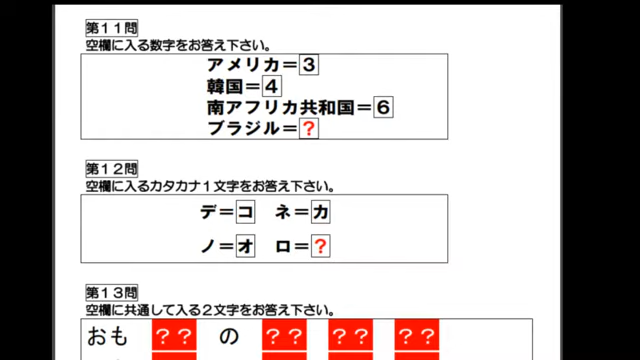 第１１問
空欄に入る数字をお答え下さい。
アメリカ＝３
韓国＝４
南アフリカ共和国＝６
ブラジル＝？
第１２問
空欄に入るカタカナ１文字をお答え下さい。
デ＝コ　ネ＝カ
ノ＝オ　ロ＝？
第１３問
空欄に共通して入る２文字をお答え下さい。
おも ？？ の ？？ ？？ ？？